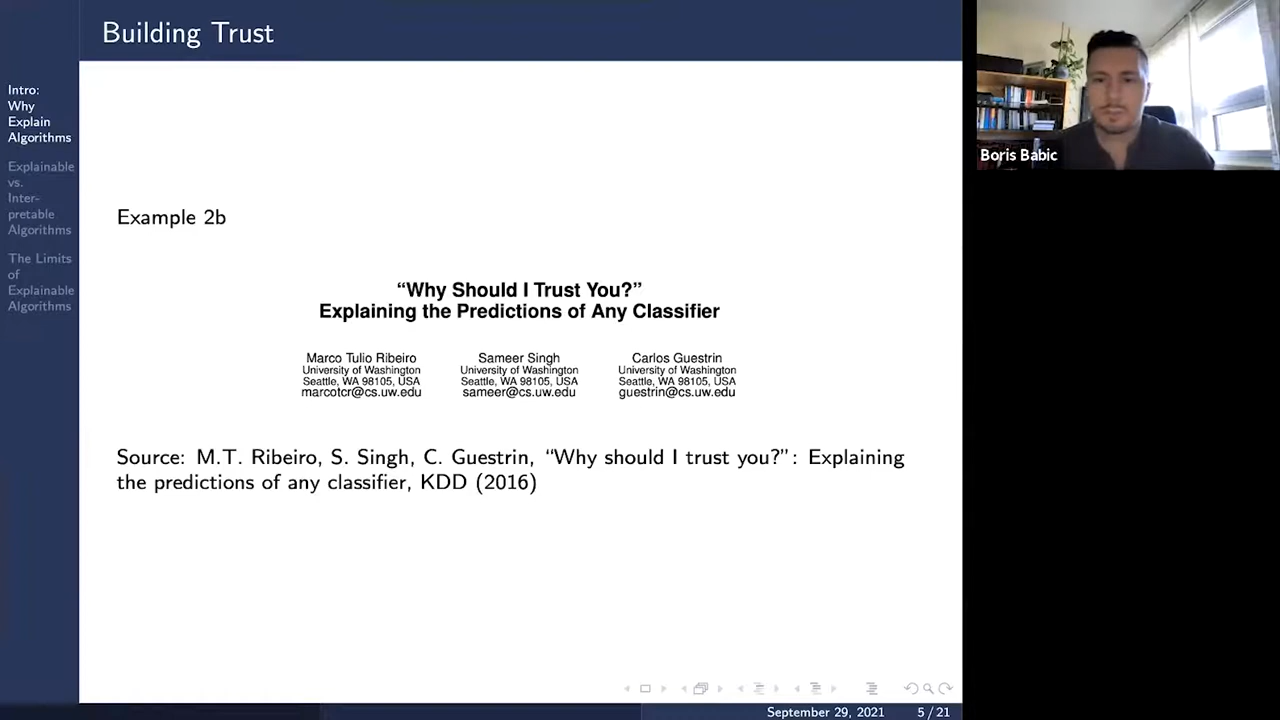 Building Trust
Intro:
Why
Explain
Algorithms
Explainable
vs.
Inter-
pretable
Algorithms
The Limits
of
Explainable
Algorithms
Example 2b
“Why Should I Trust You?”
Explaining the Predictions of Any Classifier
Marco Tulio Ribeiro
University of Washington
Seattle, WA 98105, USA
marcotcr@cs.uw.edu
Sameer Singh
University of Washington
Seattle, WA 98105, USA
sameer@cs.uw.edu
Carlos Guestrin
University of Washington
Seattle, WA 98105, USA
guestrin@cs.uw.edu
Source: M.T. Ribeiro, S. Singh, C. Guestrin, “Why should I trust you?”: Explaining
the predictions of any classifier, KDD (2016)
September 29, 2021 5 / 21
Boris Babic